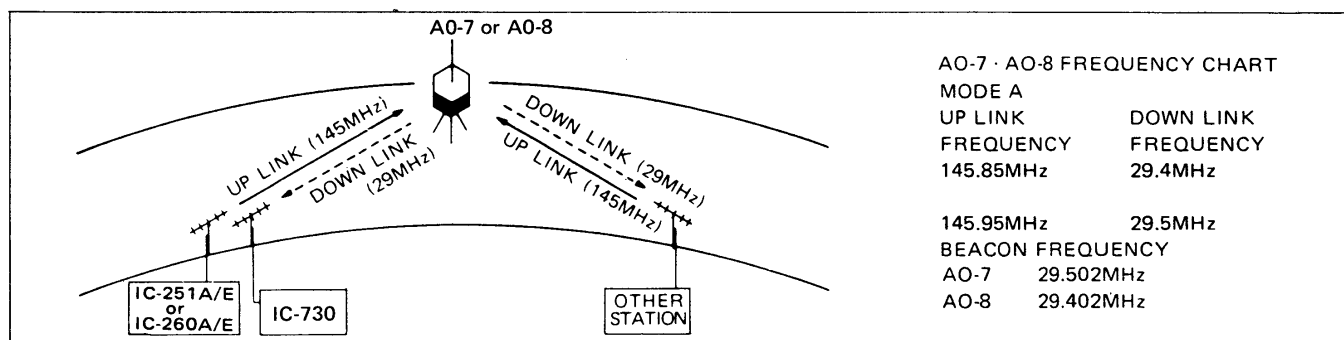 AO-7 or AO-8
UP LINK (145MHz)
DOWN LINK
(29MHz)
DOWN LINK (29MHz)
UP LINK (145MHz)
IC-251A/E
or
IC-260A/E
IC-730
OTHER
STATION
AO-7 · AO-8 FREQUENCY CHART
MODE A
UP LINK DOWN LINK
FREQUENCY FREQUENCY
145.85MHz 29.4MHz
145.95MHz 29.5MHz
BEACON FREQUENCY
AO-7 29.502MHz
AO-8 29.402MHz